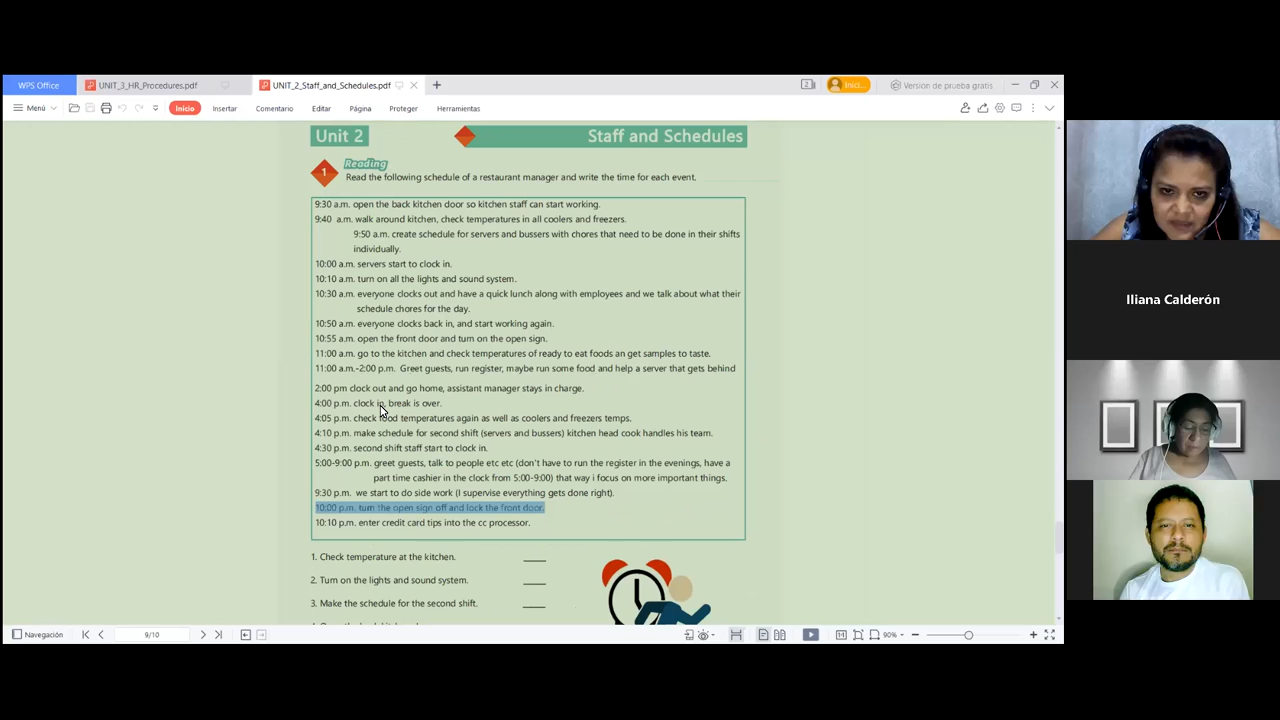 WPS Office
UNIT_3_HR_Procedures.pdf
UNIT_2_Staff_and_Schedules.pdf
Inici...
Versión de prueba gratis
Menú
Inicio
Insertar
Comentario
Editar
Página
Proteger
Herramientas
Unit 2
Staff and Schedules
1
Reading
Read the following schedule of a restaurant manager and write the time for each event.
9:30 a.m. open the back kitchen door so kitchen staff can start working.
9:40 a.m. walk around kitchen, check temperatures in all coolers and freezers.
9:50 a.m. create schedule for servers and bussers with chores that need to be done in their shifts
individually.
10:00 a.m. servers start to clock in.
10:10 a.m. turn on all the lights and sound system.
10:30 a.m. everyone clocks out and have a quick lunch along with employees and we talk about what their
schedule chores for the day.
10:50 a.m. everyone clocks back in, and start working again.
10:55 a.m. open the front door and turn on the open sign.
11:00 a.m. go to the kitchen and check temperatures of ready to eat foods an get samples to taste.
11:00 a.m.-2:00 p.m. Greet guests, run register, maybe run some food and help a server that gets behind
2:00 pm clock out and go home, assistant manager stays in charge.
4:00 p.m. clock in, break is over.
4:05 p.m. check food temperatures again as well as coolers and freezers temps.
4:10 p.m. make schedule for second shift (servers and bussers) kitchen head cook handles his team.
4:30 p.m. second shift staff start to clock in.
5:00-9:00 p.m. greet guests, talk to people etc etc (don't have to run the register in the evenings, have a
part time cashier in the clock from 5:00-9:00) that way i focus on more important things.
9:30 p.m. we start to do side work (I supervise everything gets done right).
10:00 p.m. turn the open sign off and lock the front door.
10:10 p.m. enter credit card tips into the cc processor.
1. Check temperature at the kitchen. ____
2. Turn on the lights and sound system. ____
3. Make the schedule for the second shift. ____
Navegación
9/10
90%
Iliana Calderón